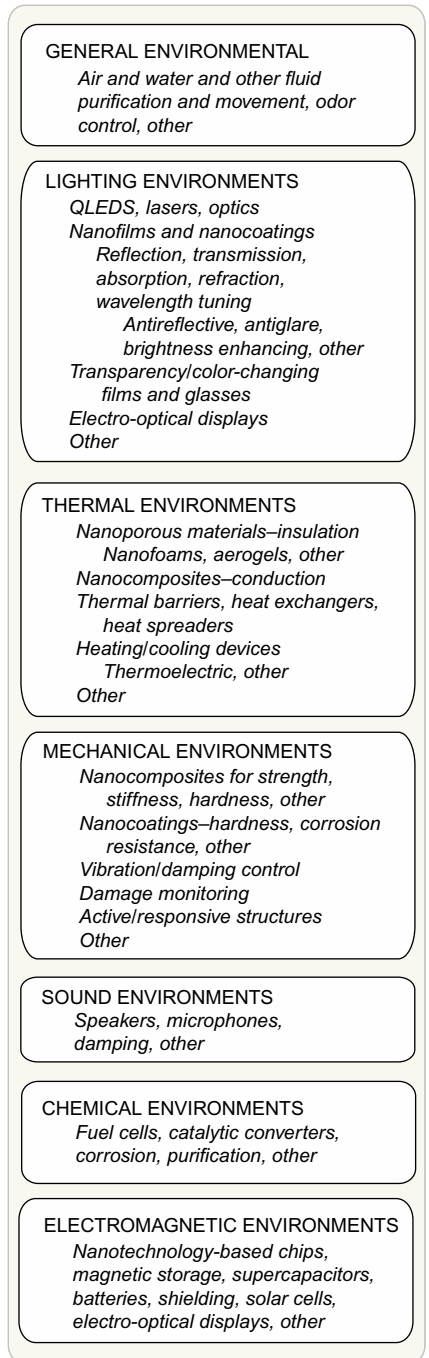 GENERAL ENVIRONMENTAL
Air and water and other fluid
purification and movement, odor
control, other
LIGHTING ENVIRONMENTS
QLEDS, lasers, optics
Nanofilms and nanocoatings
Reflection, transmission,
absorption, refraction,
wavelength tuning
Antireflective, antiglare,
brightness enhancing, other
Transparency/color-changing
films and glasses
Electro-optical displays
Other
THERMAL ENVIRONMENTS
Nanoporous materials–insulation
Nanofoams, aerogels, other
Nanocomposites–conduction
Thermal barriers, heat exchangers,
heat spreaders
Heating/cooling devices
Thermoelectric, other
Other
MECHANICAL ENVIRONMENTS
Nanocomposites for strength,
stiffness, hardness, other
Nanocoatings–hardness, corrosion
resistance, other
Vibration/damping control
Damage monitoring
Active/responsive structures
Other
SOUND ENVIRONMENTS
Speakers, microphones,
damping, other
CHEMICAL ENVIRONMENTS
Fuel cells, catalytic converters,
corrosion, purification, other
ELECTROMAGNETIC ENVIRONMENTS
Nanotechnology-based chips,
magnetic storage, supercapacitors,
batteries, shielding, solar cells,
electro-optical displays, other